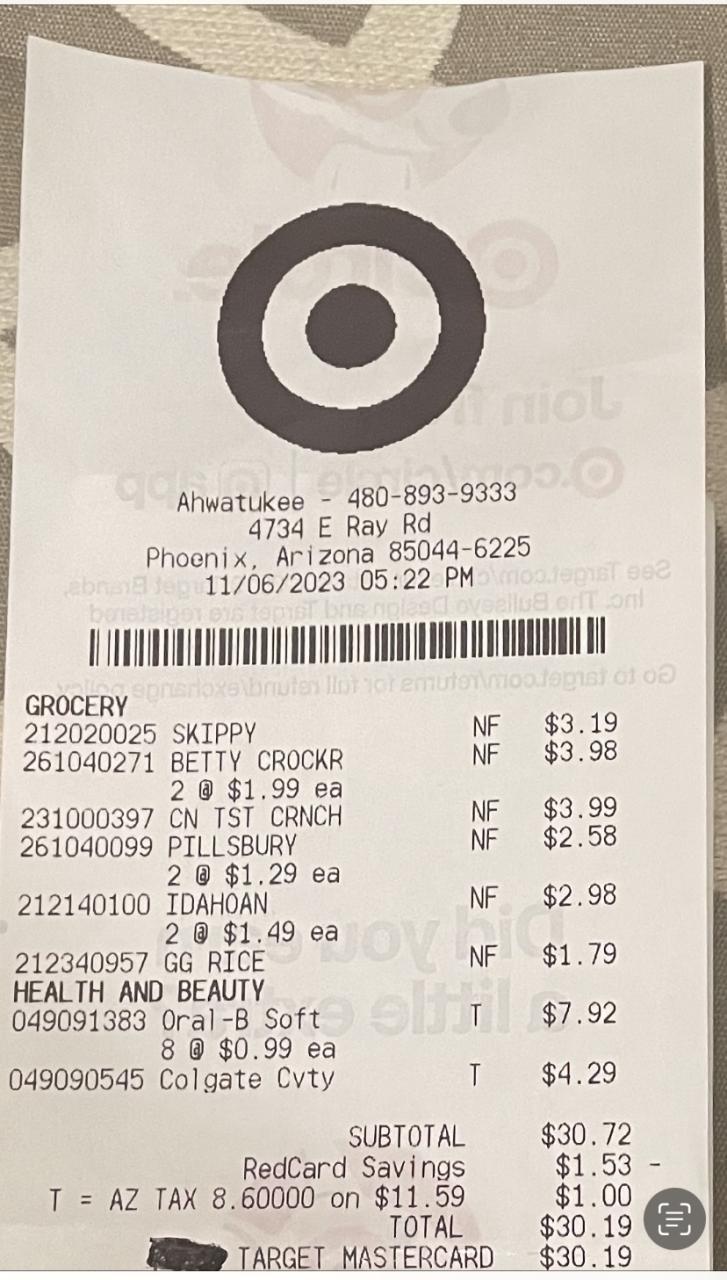 Ahwatukee - 480-893-9333
4734 E Ray Rd
Phoenix, Arizona 85044-6225
11/06/2023 05:22 PM
GROCERY
212020025 SKIPPY NF $3.19
261040271 BETTY CROCKR NF $3.98
2 @ $1.99 ea
231000397 CN TST CRNCH NF $3.99
261040099 PILLSBURY NF $2.58
2 @ $1.29 ea
212140100 IDAHOAN NF $2.98
2 @ $1.49 ea
212340957 GG RICE NF $1.79
HEALTH AND BEAUTY
049091383 Oral-B Soft T $7.92
8 @ $0.99 ea
049090545 Colgate Cvty T $4.29
SUBTOTAL $30.72
RedCard Savings $1.53 -
T = AZ TAX 8.60000 on $11.59 $1.00
TOTAL $30.19
TARGET MASTERCARD $30.19